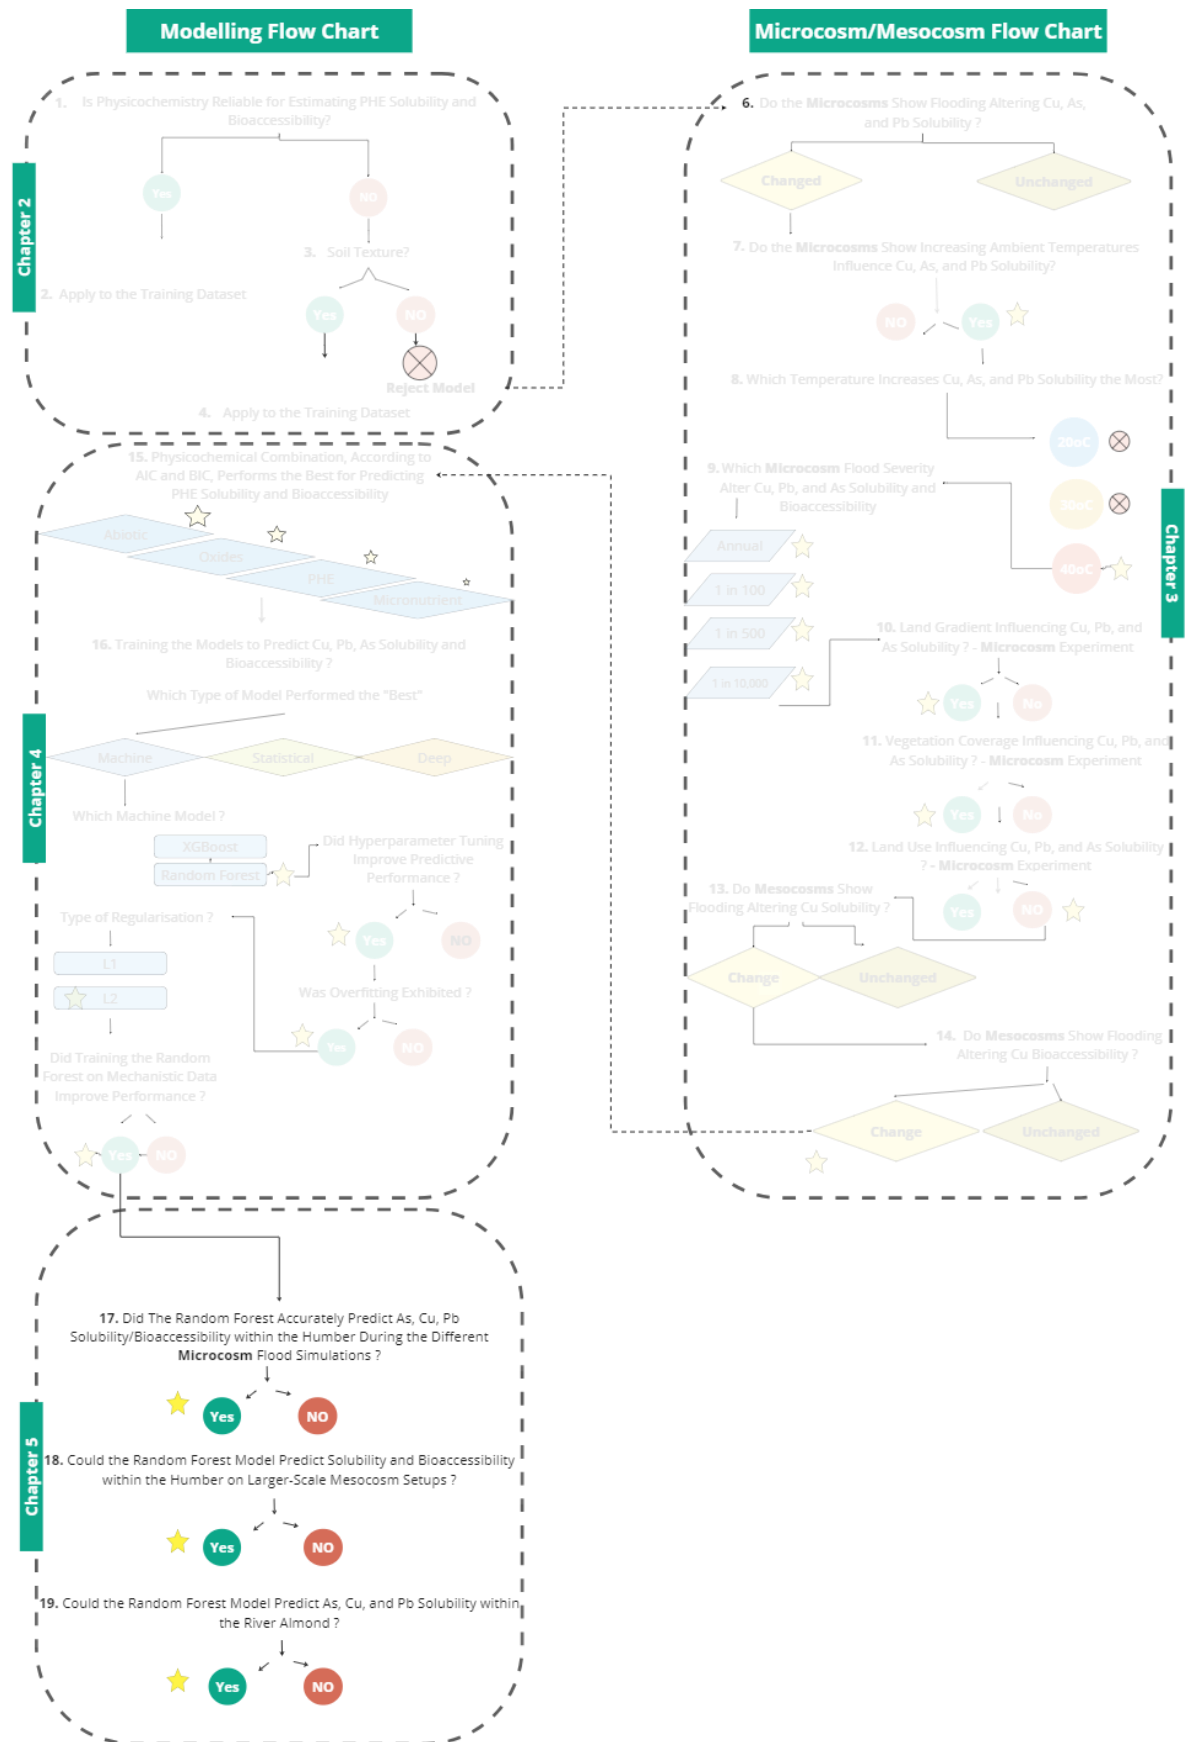 Modelling Flow Chart
Chapter 2
1. Is Physicochemistry Reliable for Estimating PHE Solubility and
Bioaccessibility?
Yes
NO
3. Soil Texture?
2. Apply to the Training Dataset
Yes
NO
Reject Model
4. Apply to the Training Dataset
Microcosm/Mesocosm Flow Chart
Chapter 3
6. Do the Microcosms Show Flooding Altering Cu, As,
and Pb Solubility ?
Changed
Unchanged
7. Do the Microcosms Show Increasing Ambient Temperatures
Influence Cu, As, and Pb Solubility?
NO
Yes
8. Which Temperature Increases Cu, As, and Pb Solubility the Most?
20oC
30oC
40oC
9. Which Microcosm Flood Severity
Alter Cu, Pb, and As Solubility and
Bioaccessibility
Annual
1 in 100
1 in 500
1 in 10,000
10. Land Gradient Influencing Cu, Pb, and
As Solubility ? - Microcosm Experiment
Yes
No
11. Vegetation Coverage Influencing Cu, Pb, and
As Solubility ? - Microcosm Experiment
Yes
No
12. Land Use Influencing Cu, Pb, and As Solubility
? - Microcosm Experiment
Yes
NO
13. Do Mesocosms Show
Flooding Altering Cu Solubility ?
Change
Unchanged
14. Do Mesocosms Show Flooding
Altering Cu Bioaccessibility ?
Change
Unchanged
Chapter 4
15. Physicochemical Combination, According to
AIC and BIC, Performs the Best for Predicting
PHE Solubility and Bioaccessibility
Abiotic
Oxides
PHE
Micronutrient
16. Training the Models to Predict Cu, Pb, As Solubility and
Bioaccessibility ?
Which Type of Model Performed the "Best"
Machine
Statistical
Deep
Which Machine Model ?
XGBoost
Random Forest
Did Hyperparameter Tuning
Improve Predictive
Performance ?
Yes
NO
Was Overfitting Exhibited ?
Yes
NO
Type of Regularisation ?
L1
L2
Did Training the Random
Forest on Mechanistic Data
Improve Performance ?
Yes
NO
Chapter 5
17. Did The Random Forest Accurately Predict As, Cu, Pb
Solubility/Bioaccessibility within the Humber During the Different
Microcosm Flood Simulations ?
Yes
NO
18. Could the Random Forest Model Predict Solubility and Bioaccessibility
within the Humber on Larger-Scale Mesocosm Setups ?
Yes
NO
19. Could the Random Forest Model Predict As, Cu, and Pb Solubility within
the River Almond ?
Yes
NO